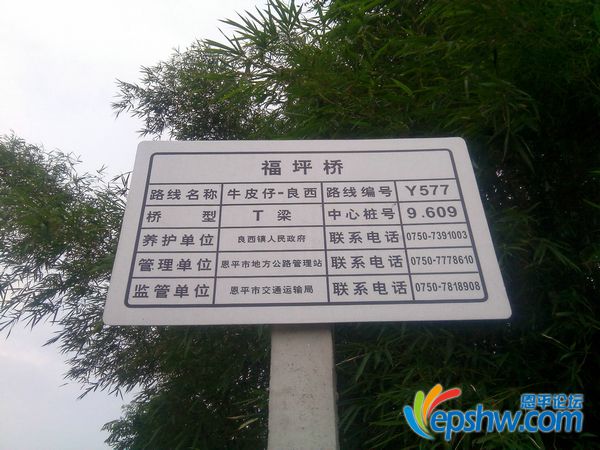 福坪桥
路线名称 牛皮仔-良西 路线编号 Y577
桥 型 T 梁 中心桩号 9.609
养护单位 良西镇人民政府 联系电话 0750-7391003
管理单位 恩平市地方公路管理站 联系电话 0750-7778610
监管单位 恩平市交通运输局 联系电话 0750-7818908
恩平论坛
epshw.com